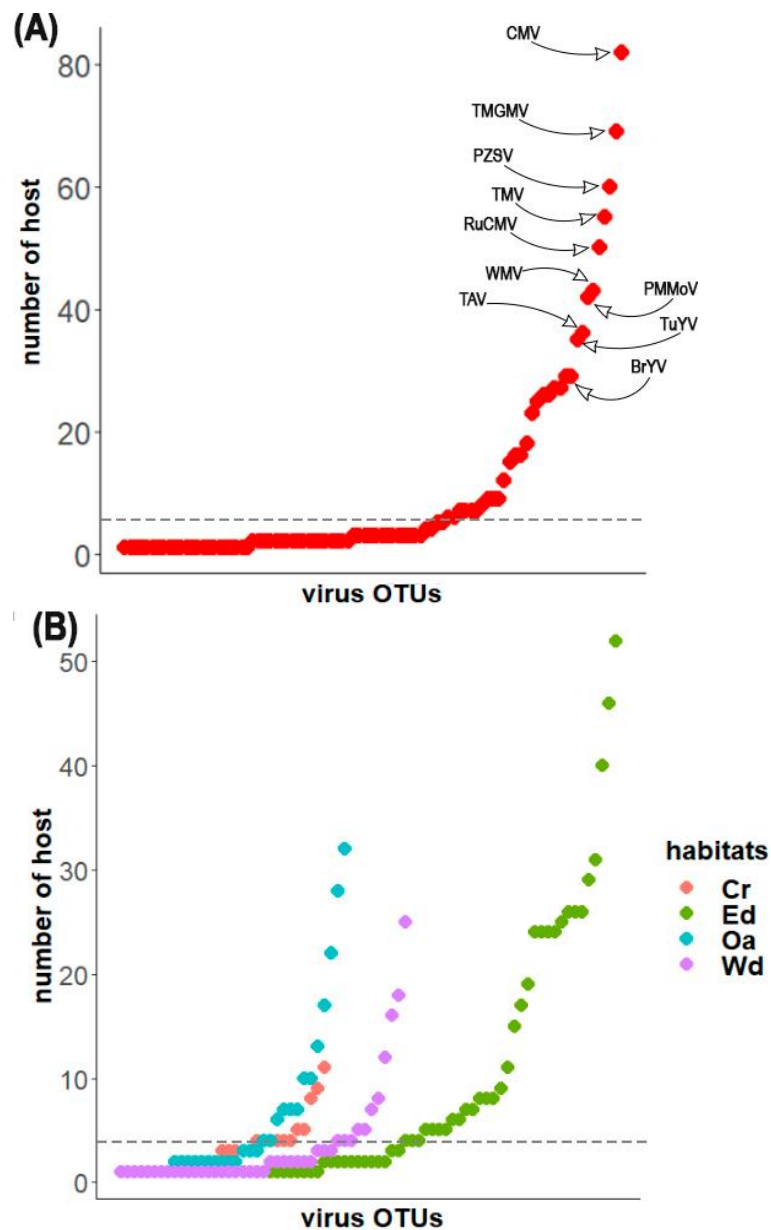 (A)
80
60
40
20
0
number of host
CMV
TMGMV
PZSV
TMV
RuCMV
WMV
PMMoV
TAV
TuYV
BrYV
virus OTUs
(B)
50
40
30
20
10
0
number of host
habitats
Cr
Ed
Oa
Wd
virus OTUs